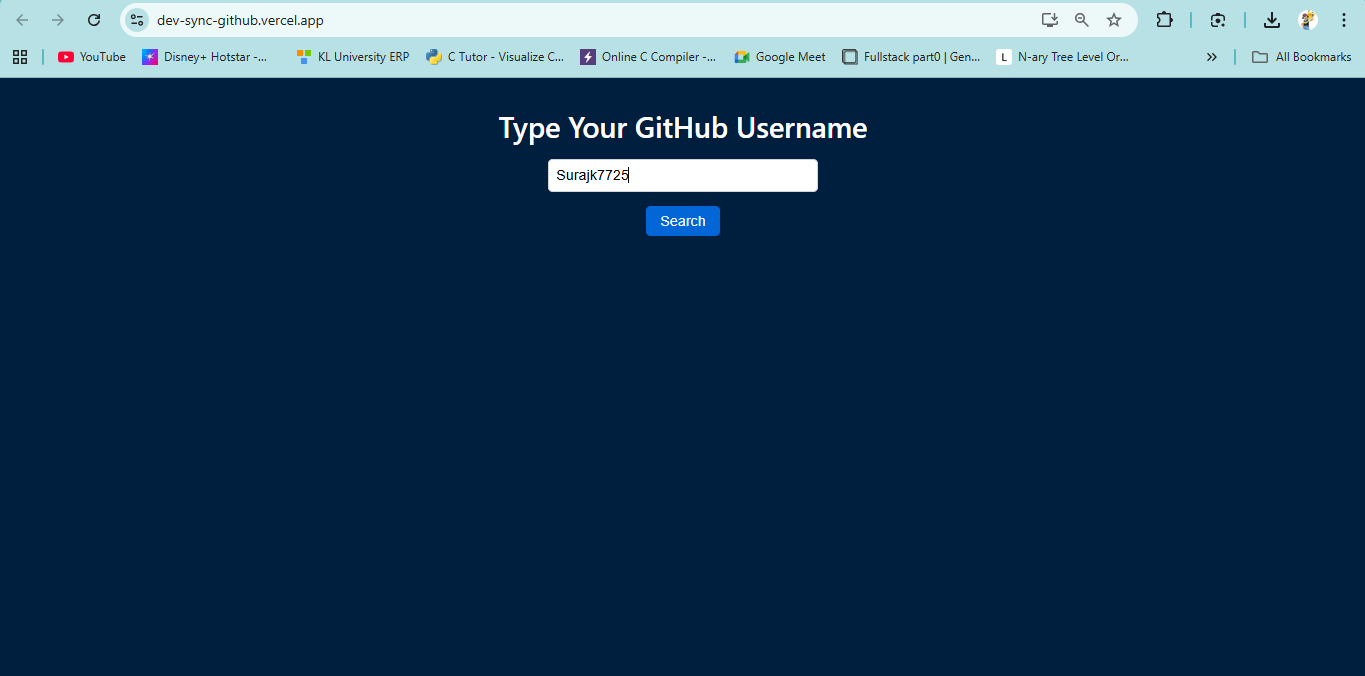 dev-sync-github.vercel.app
YouTube Disney+ Hotstar -... KL University ERP C Tutor - Visualize C... Online C Compiler -... Google Meet Fullstack part0 | Gen... L N-ary Tree Level Or... » All Bookmarks
Type Your GitHub Username
Surajk7725
Search